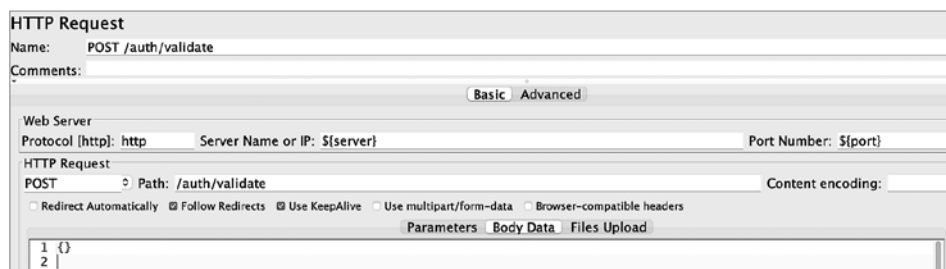 HTTP Request
Name: POST /auth/validate
Comments:
Basic Advanced
Web Server
Protocol [http]: http Server Name or IP: ${server} Port Number: ${port}
HTTP Request
POST Path: /auth/validate Content encoding:
Redirect Automatically Follow Redirects Use KeepAlive Use multipart/form-data Browser-compatible headers
Parameters Body Data Files Upload
1 {}
2